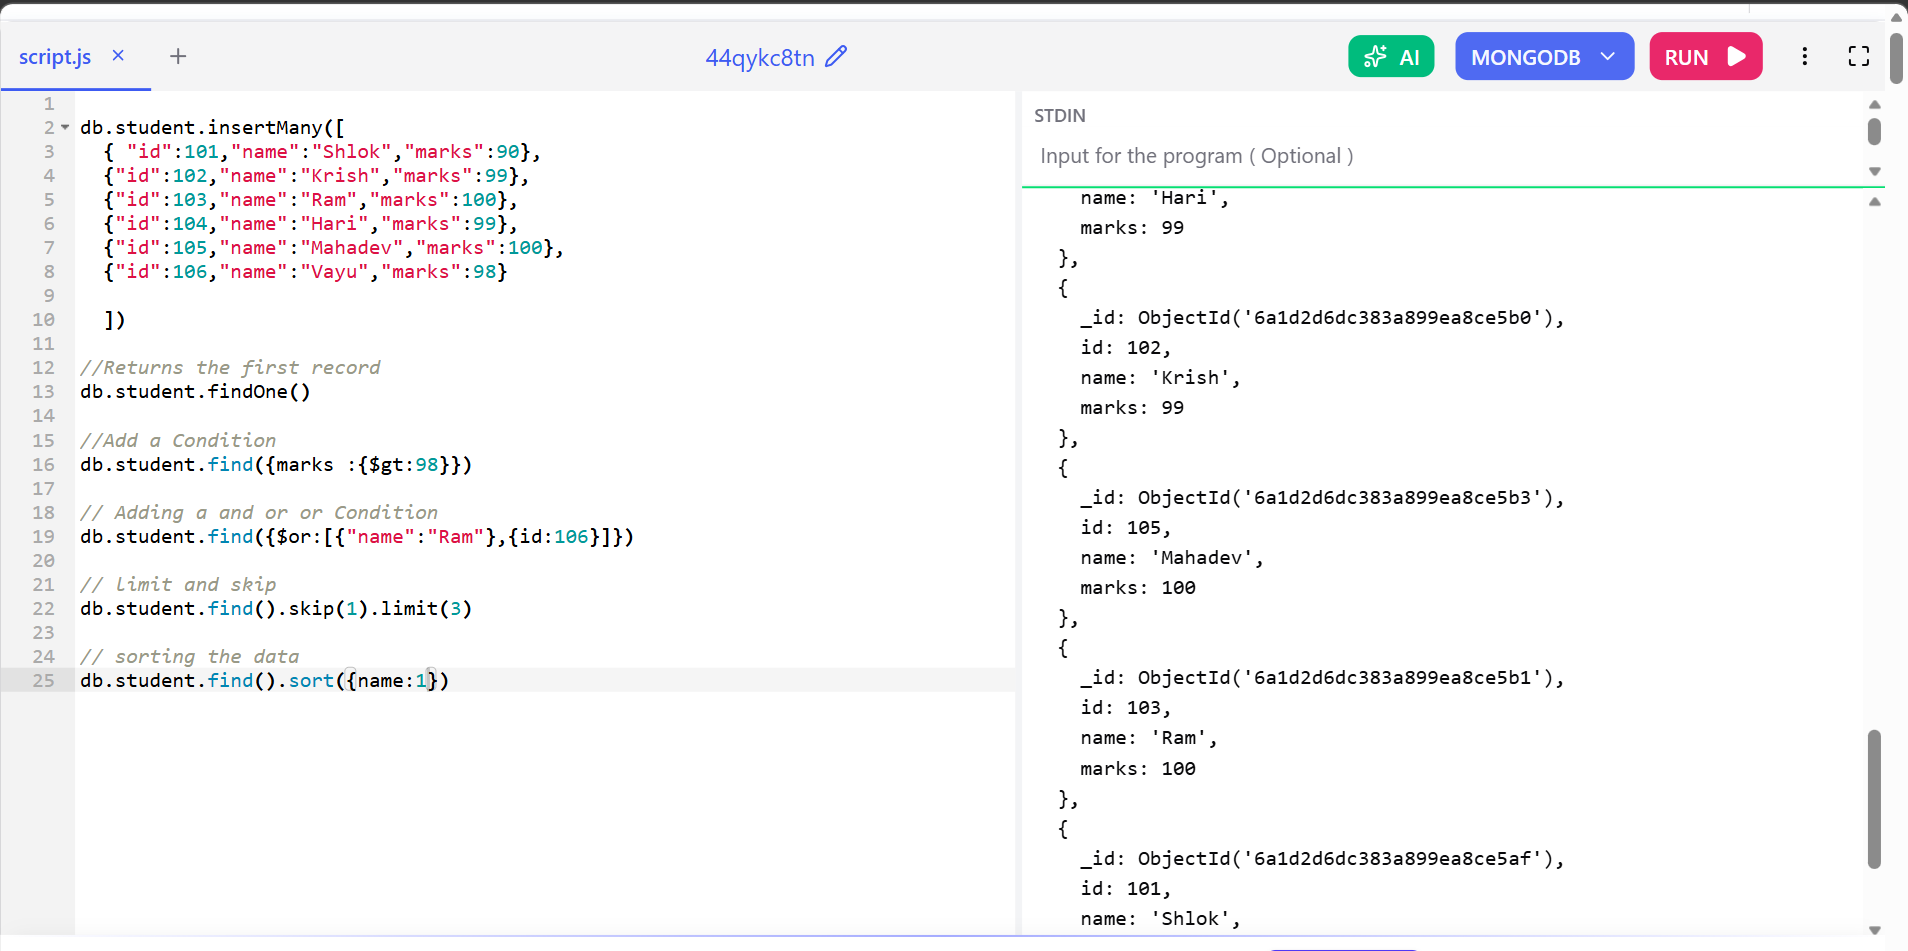 script.js × +
44qykc8tn
AI
MONGODB
RUN
1
2 db.student.insertMany([
3   { "id":101,"name":"Shlok","marks":90},
4   {"id":102,"name":"Krish","marks":99},
5   {"id":103,"name":"Ram","marks":100},
6   {"id":104,"name":"Hari","marks":99},
7   {"id":105,"name":"Mahadev","marks":100},
8   {"id":106,"name":"Vayu","marks":98}
9
10   ])
11
12 //Returns the first record
13 db.student.findOne()
14
15 //Add a Condition
16 db.student.find({marks :{$gt:98}})
17
18 // Adding a and or or Condition
19 db.student.find({$or:[{"name":"Ram"},{id:106}]})
20
21 // limit and skip
22 db.student.find().skip(1).limit(3)
23
24 // sorting the data
25 db.student.find().sort({name:1})
STDIN
Input for the program ( Optional )
name: 'Hari',
marks: 99
},
{
_id: ObjectId('6a1d2d6dc383a899ea8ce5b0'),
id: 102,
name: 'Krish',
marks: 99
},
{
_id: ObjectId('6a1d2d6dc383a899ea8ce5b3'),
id: 105,
name: 'Mahadev',
marks: 100
},
{
_id: ObjectId('6a1d2d6dc383a899ea8ce5b1'),
id: 103,
name: 'Ram',
marks: 100
},
{
_id: ObjectId('6a1d2d6dc383a899ea8ce5af'),
id: 101,
name: 'Shlok',